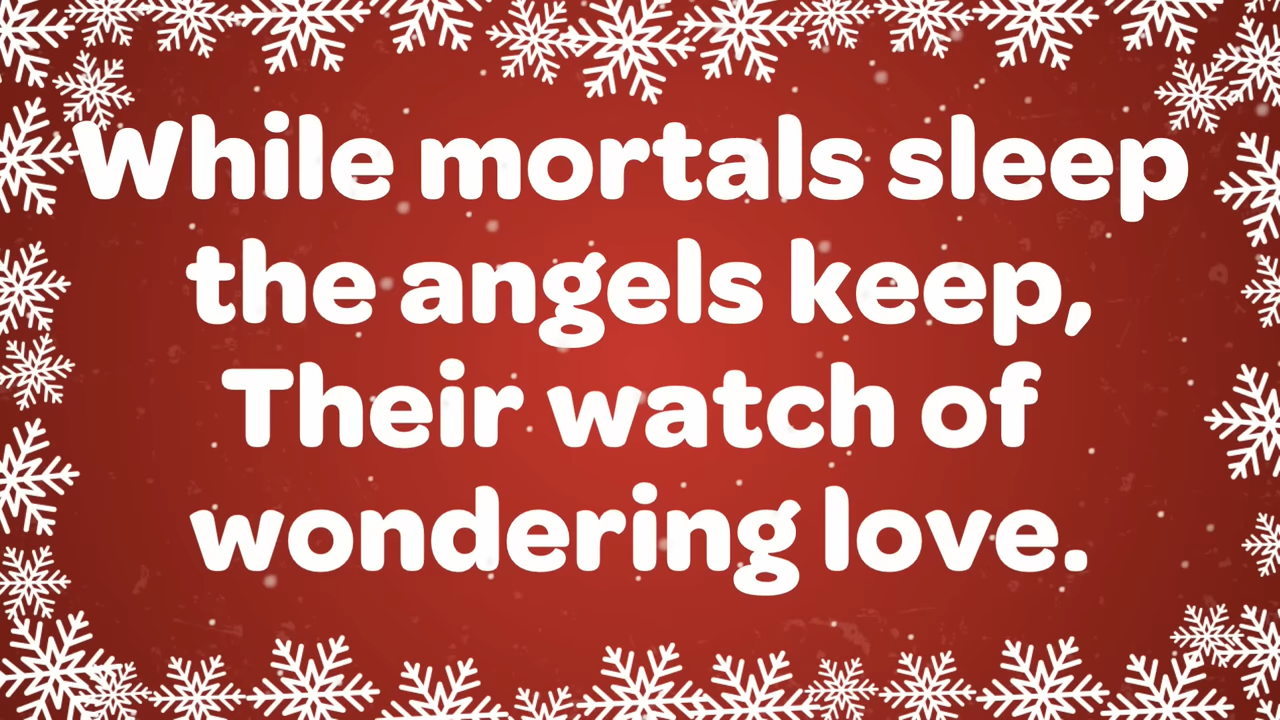 While mortals sleep
the angels keep,
Their watch of
wondering love.